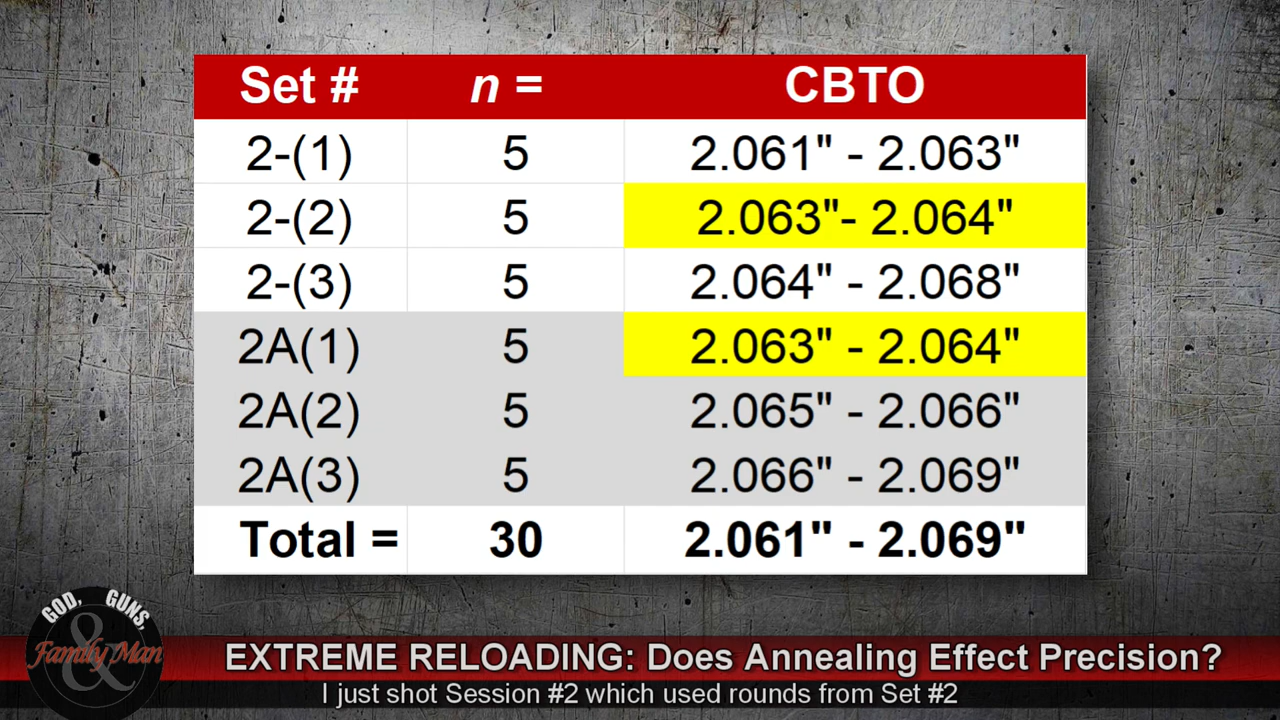 Set # n = CBTO
2-(1) 5 2.061" - 2.063"
2-(2) 5 2.063"- 2.064"
2-(3) 5 2.064" - 2.068"
2A(1) 5 2.063" - 2.064"
2A(2) 5 2.065" - 2.066"
2A(3) 5 2.066" - 2.069"
Total = 30 2.061" - 2.069"
GOD, GUNS,
&
Family Man
EXTREME RELOADING: Does Annealing Effect Precision?
I just shot Session #2 which used rounds from Set #2